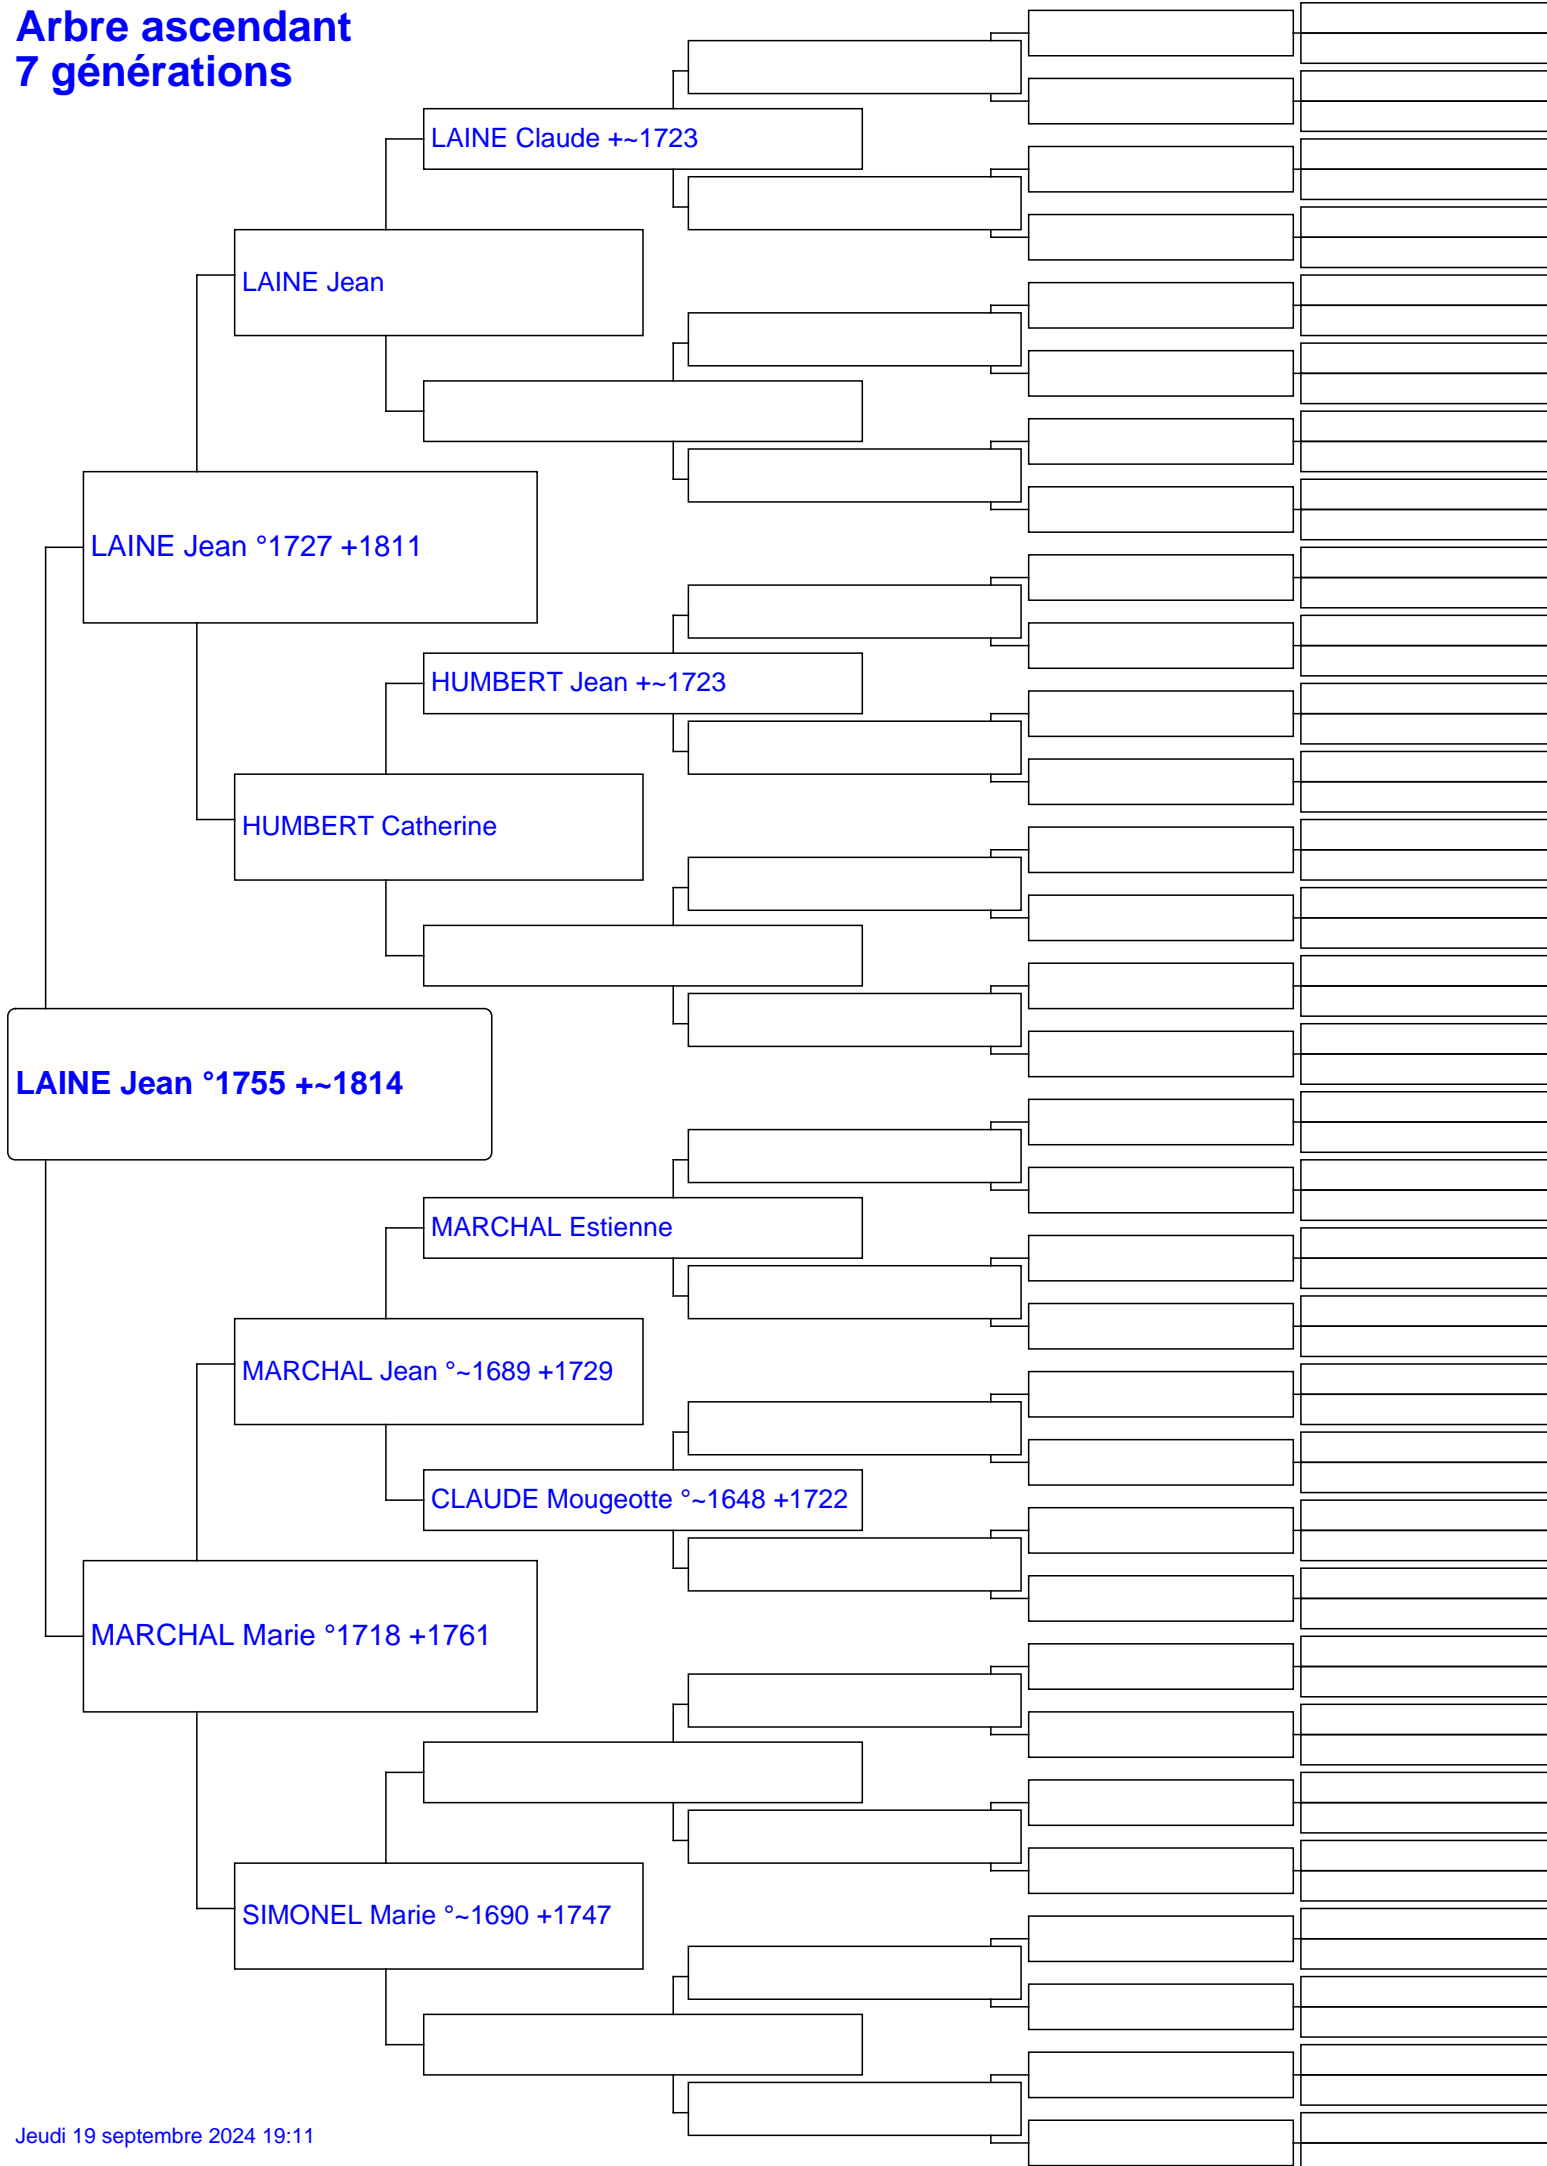 Arbre ascendant
7 générations
LAINE Claude +~1723
LAINE Jean
LAINE Jean °1727 +1811
HUMBERT Jean +~1723
HUMBERT Catherine
LAINE Jean °1755 +~1814
MARCHAL Estienne
MARCHAL Jean °~1689 +1729
CLAUDE Mougeotte °~1648 +1722
MARCHAL Marie °1718 +1761
SIMONEL Marie °~1690 +1747
Jeudi 19 septembre 2024 19:11